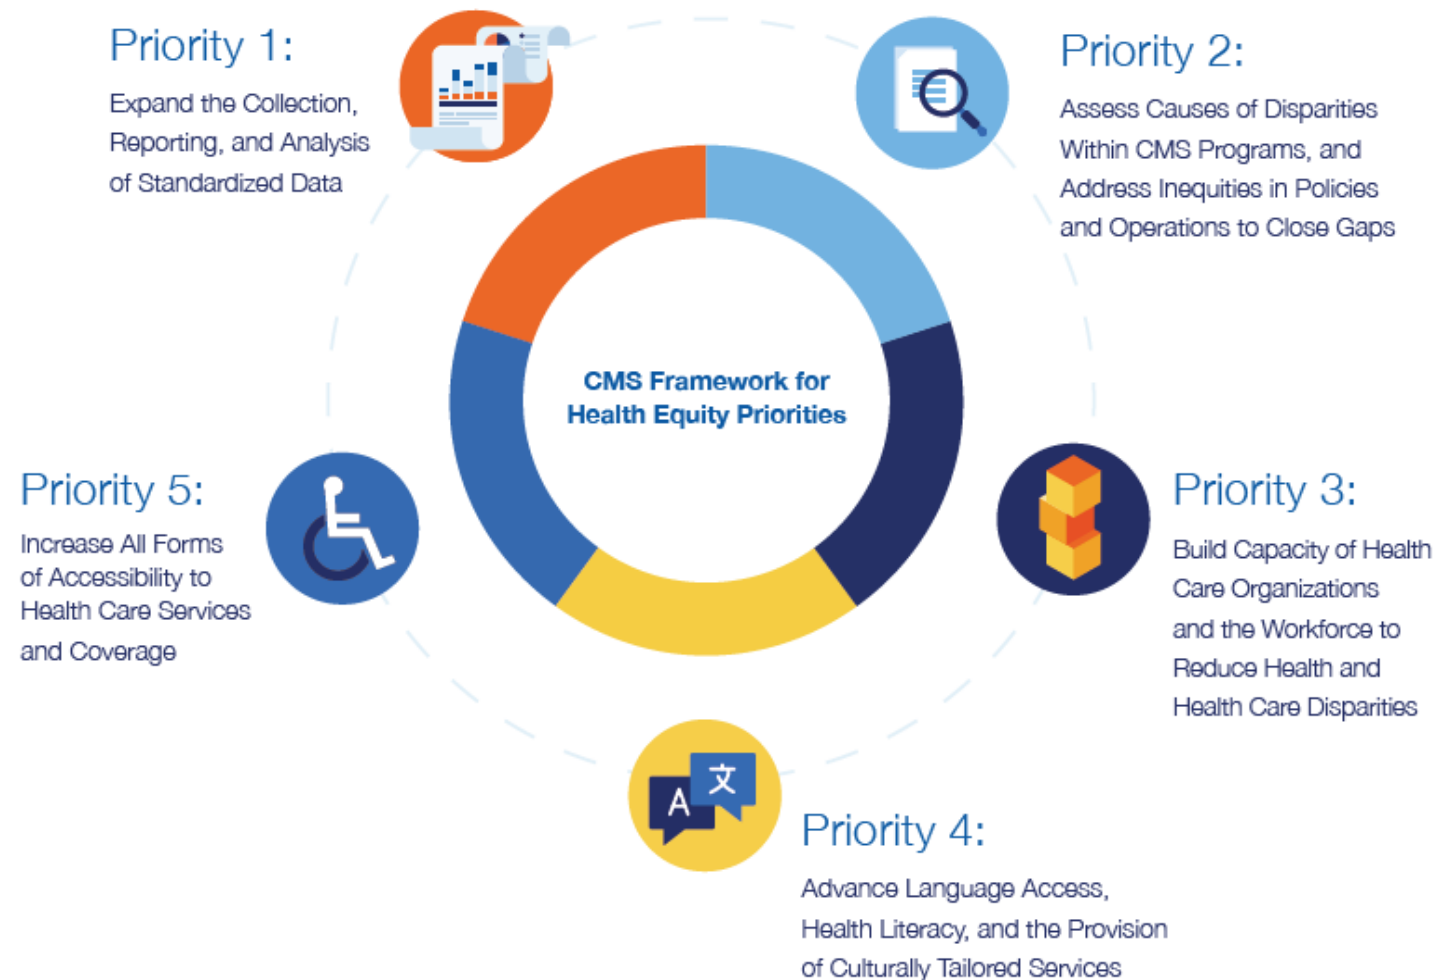 Priority 1:
Expand the Collection,
Reporting, and Analysis
of Standardized Data
Priority 2:
Assess Causes of Disparities
Within CMS Programs, and
Address Inequities in Policies
and Operations to Close Gaps
CMS Framework for
Health Equity Priorities
Priority 5:
Increase All Forms
of Accessibility to
Health Care Services
and Coverage
Priority 3:
Build Capacity of Health
Care Organizations
and the Workforce to
Reduce Health and
Health Care Disparities
A
文
Priority 4:
Advance Language Access,
Health Literacy, and the Provision
of Culturally Tailored Services